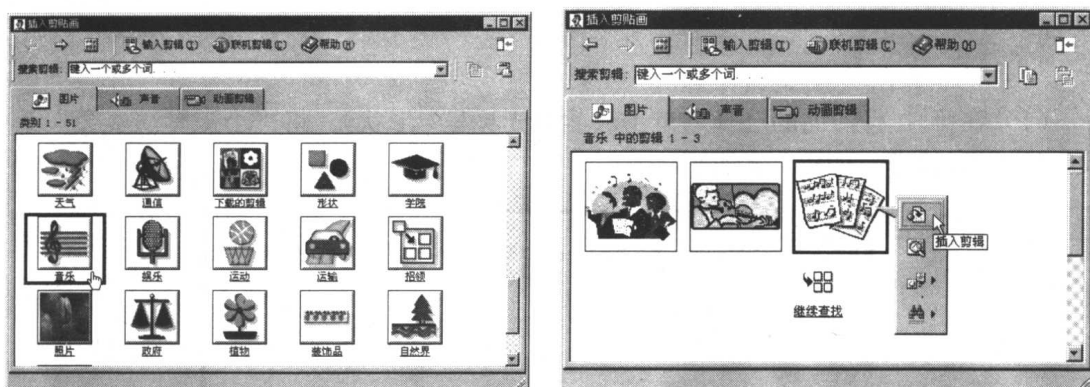 插入剪贴画
输入剪辑(I) 联机剪辑(C) 帮助(H)
搜索剪辑: 键入一个或多个词. . .
图片 声音 动画剪辑
类别 1 - 51
天气 通信 下载的剪辑 形状 学院
音乐 娱乐 运动 运输
照片 政府 植物 装饰品 自然界
插入剪贴画
输入剪辑(I) 联机剪辑(C) 帮助(H)
搜索剪辑: 键入一个或多个词. . .
图片 声音 动画剪辑
音乐 中的剪辑 1 - 3
插入剪辑
继续查找